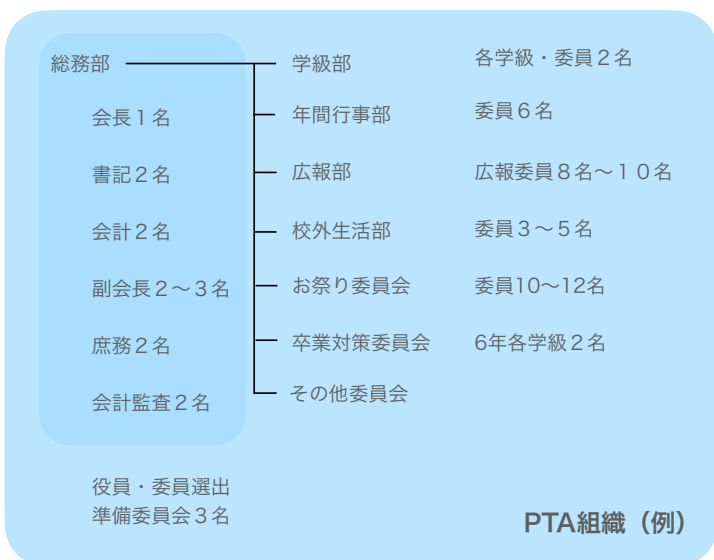 総務部
会長１名
書記２名
会計２名
副会長２〜３名
庶務２名
会計監査２名
役員・委員選出
準備委員会３名
学級部 各学級・委員２名
年間行事部 委員６名
広報部 広報委員８名〜１０名
校外生活部 委員３〜５名
お祭り委員会 委員10〜12名
卒業対策委員会 6年各学級２名
その他委員会
PTA組織（例）